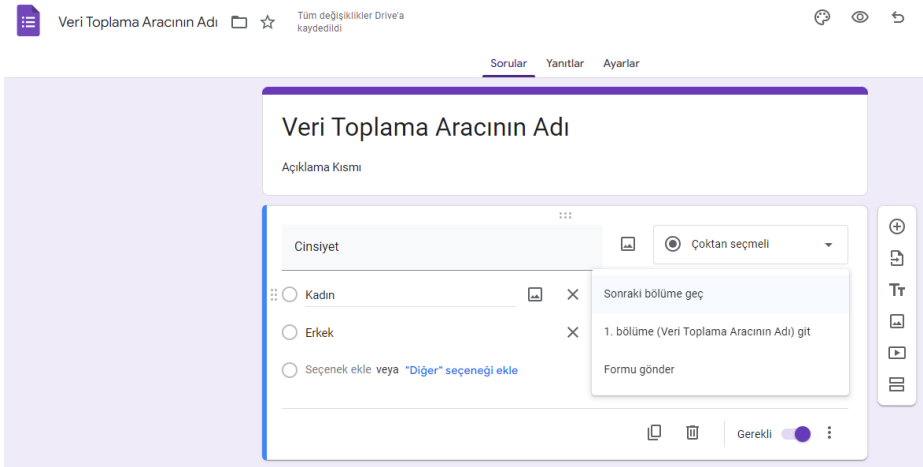 Veri Toplama Aracının Adı
Tüm değişiklikler Drive'a
kaydedildi
Sorular Yanıtlar Ayarlar
Veri Toplama Aracının Adı
Açıklama Kısmı
Cinsiyet
Çoktan seçmeli
Kadın
Sonraki bölüme geç
Erkek
1. bölüme (Veri Toplama Aracının Adı) git
Seçenek ekle veya "Diğer" seçeneği ekle
Formu gönder
Gerekli